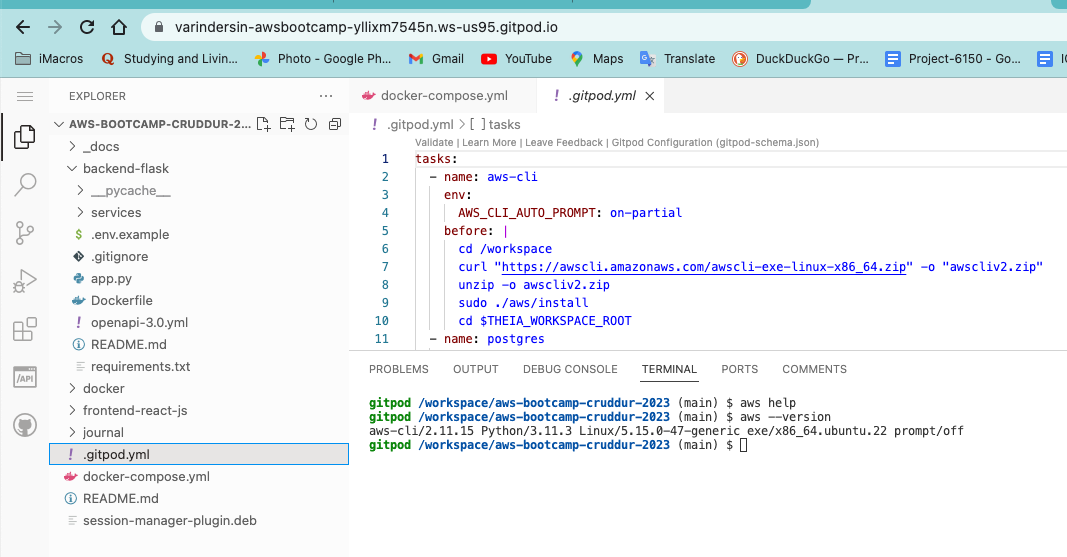 varindersin-awsbootcamp-yllixm7545n.ws-us95.gitpod.io
iMacros Studying and Livin... Photo - Google Ph... Gmail YouTube Maps Translate DuckDuckGo — Pr... Project-6150 - Go...
EXPLORER ...
AWS-BOOTCAMP-CRUDDUR-2...
_docs
backend-flask
__pycache__
services
.env.example
.gitignore
app.py
Dockerfile
openapi-3.0.yml
README.md
requirements.txt
docker
frontend-react-js
journal
.gitpod.yml
docker-compose.yml
README.md
session-manager-plugin.deb
docker-compose.yml ! .gitpod.yml
! .gitpod.yml > [ ] tasks
Validate | Learn More | Leave Feedback | Gitpod Configuration (gitpod-schema.json)
1 tasks:
2 - name: aws-cli
3 env:
4 AWS_CLI_AUTO_PROMPT: on-partial
5 before: |
6 cd /workspace
7 curl "https://awscli.amazonaws.com/awscli-exe-linux-x86_64.zip" -o "awscliv2.zip"
8 unzip -o awscliv2.zip
9 sudo ./aws/install
10 cd $THEIA_WORKSPACE_ROOT
11 - name: postgres
PROBLEMS OUTPUT DEBUG CONSOLE TERMINAL PORTS COMMENTS
gitpod /workspace/aws-bootcamp-cruddur-2023 (main) $ aws help
gitpod /workspace/aws-bootcamp-cruddur-2023 (main) $ aws --version
aws-cli/2.11.15 Python/3.11.3 Linux/5.15.0-47-generic exe/x86_64.ubuntu.22 prompt/off
gitpod /workspace/aws-bootcamp-cruddur-2023 (main) $